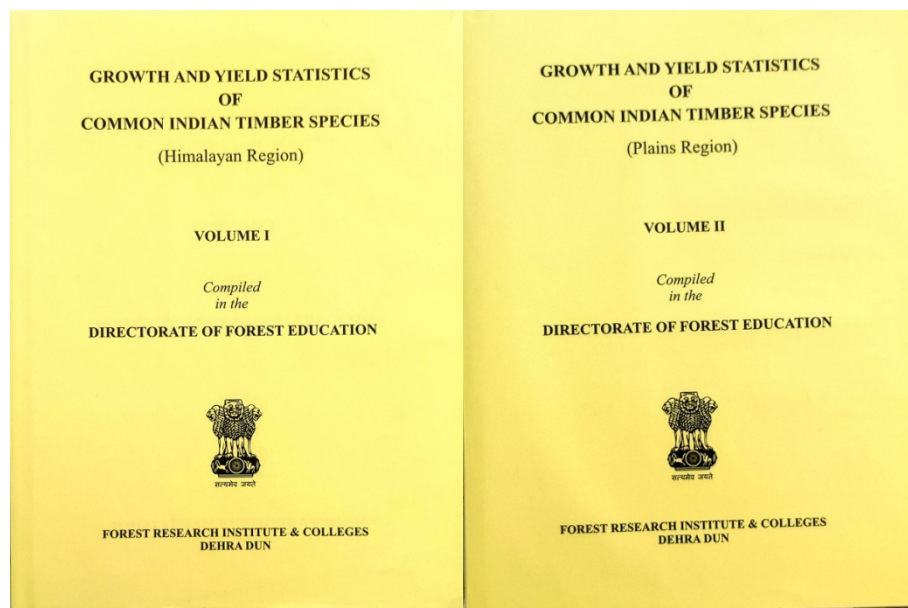 GROWTH AND YIELD STATISTICS
OF
COMMON INDIAN TIMBER SPECIES
(Himalayan Region)
VOLUME I
Compiled
in the
DIRECTORATE OF FOREST EDUCATION
सत्यमेव जयते
FOREST RESEARCH INSTITUTE & COLLEGES
DEHRA DUN
GROWTH AND YIELD STATISTICS
OF
COMMON INDIAN TIMBER SPECIES
(Plains Region)
VOLUME II
Compiled
in the
DIRECTORATE OF FOREST EDUCATION
सत्यमेव जयते
FOREST RESEARCH INSTITUTE & COLLEGES
DEHRA DUN